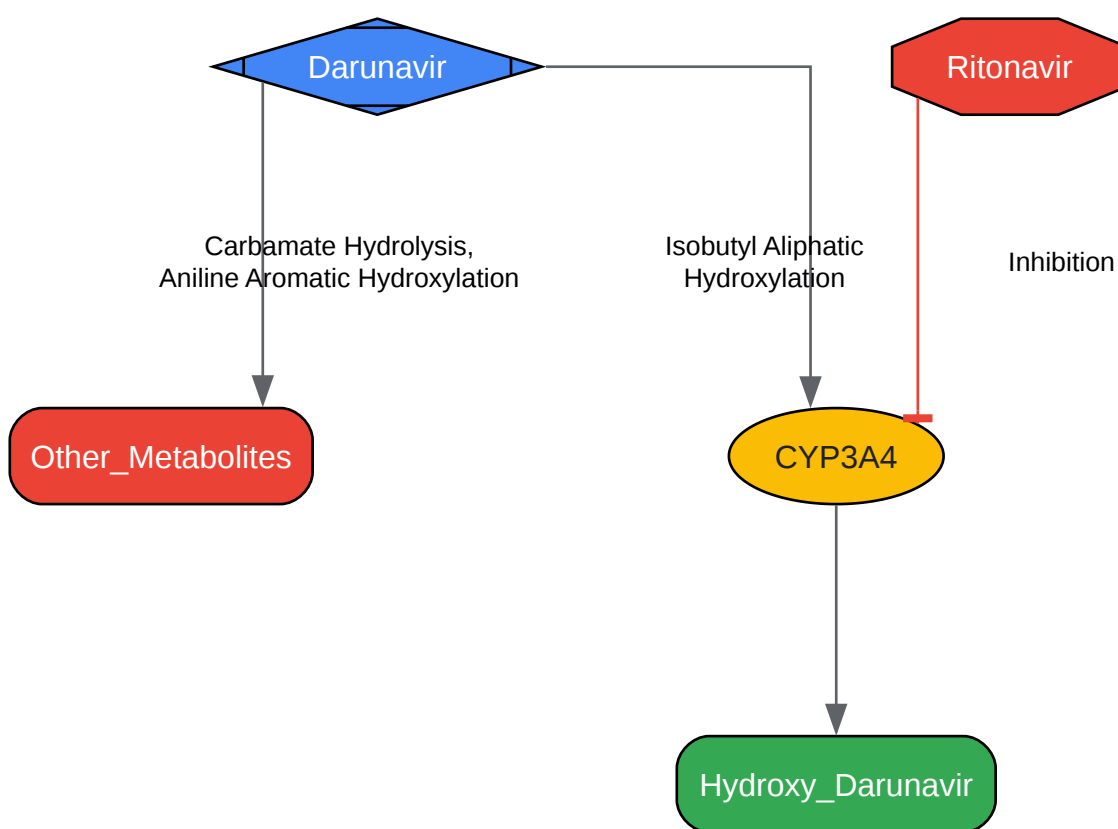 Darunavir
Ritonavir
Carbamate Hydrolysis,
Aniline Aromatic Hydroxylation
Isobutyl Aliphatic
Hydroxylation
Inhibition
Other_Metabolites
CYP3A4
Hydroxy_Darunavir